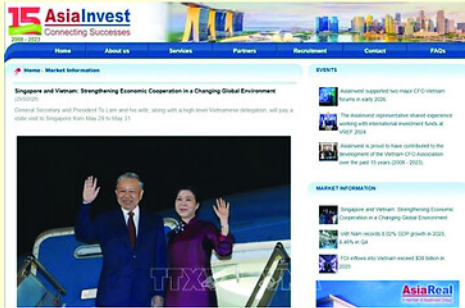 15
AsiaInvest
Connecting Successes
2008 - 2023
Home
About us
Services
Partners
Recruitment
Contact
FAQs
Home - Market Information
Singapore and Vietnam: Strengthening Economic Cooperation in a Changing Global Environment
General Secretary and President To Lam and his wife, along with a high level Vietnamese delegation, will pay a
state visit to Singapore from May 29 to May 31
TTXVN
EVENTS
AsiaInvest supported two major CFO Vietnam
forums in early 2026.
The AsiaInvest representative shared experience
working with international investment funds at
VREF 2024
AsiaInvest is proud to have contributed to the
development of the Vietnam CFO Association
over the past 15 years (2008 - 2023).
MARKET INFORMATION
Singapore and Vietnam: Strengthening Economic
Cooperation in a Changing Global Environment
Viet Nam records 8.02% GDP growth in 2025,
8.46% in Q4
FDI inflows into Vietnam exceed $38 billion in
2025
AsiaReal